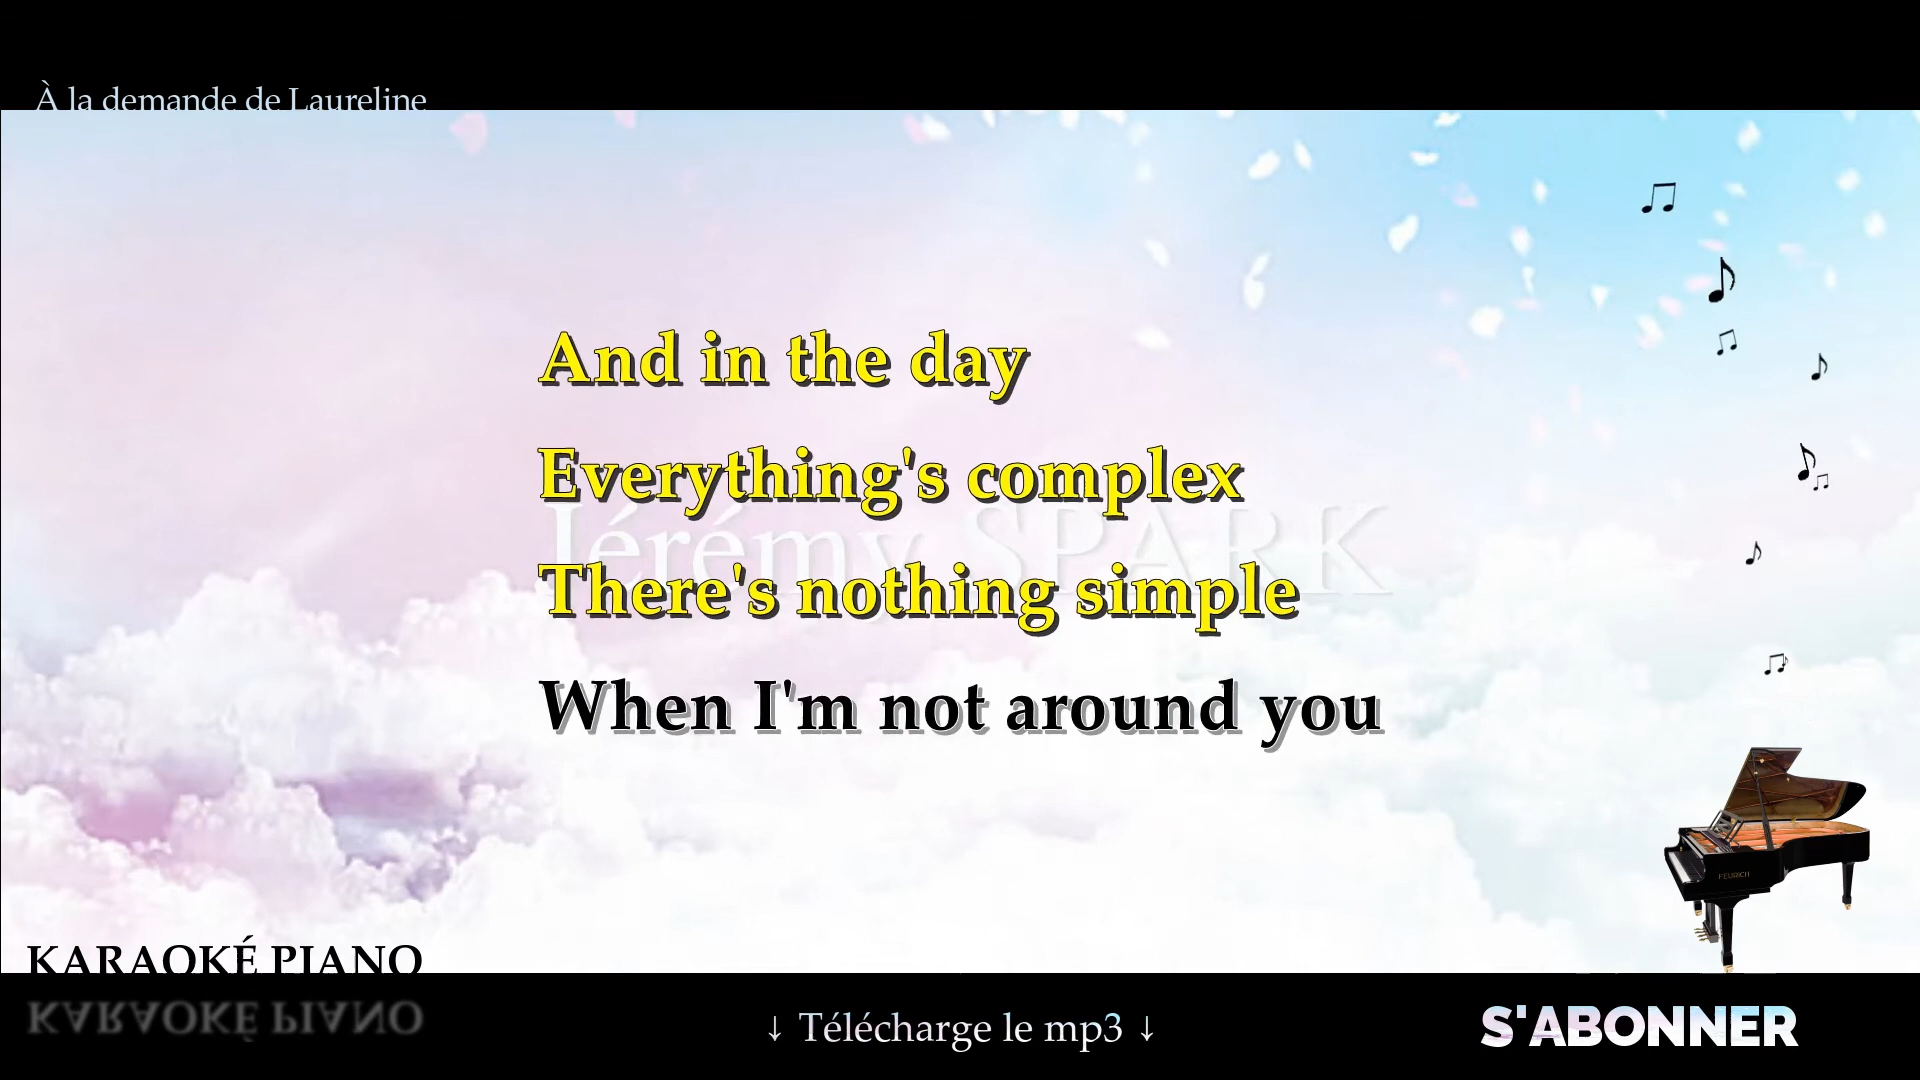 À la demande de Laureline
And in the day
Everything's complex
Jérémy SPARK
There's nothing simple
When I'm not around you
FEURICH
KARAOKÉ PIANO
KARAOKÉ PIANO
↓ Télécharge le mp3 ↓
S'ABONNER